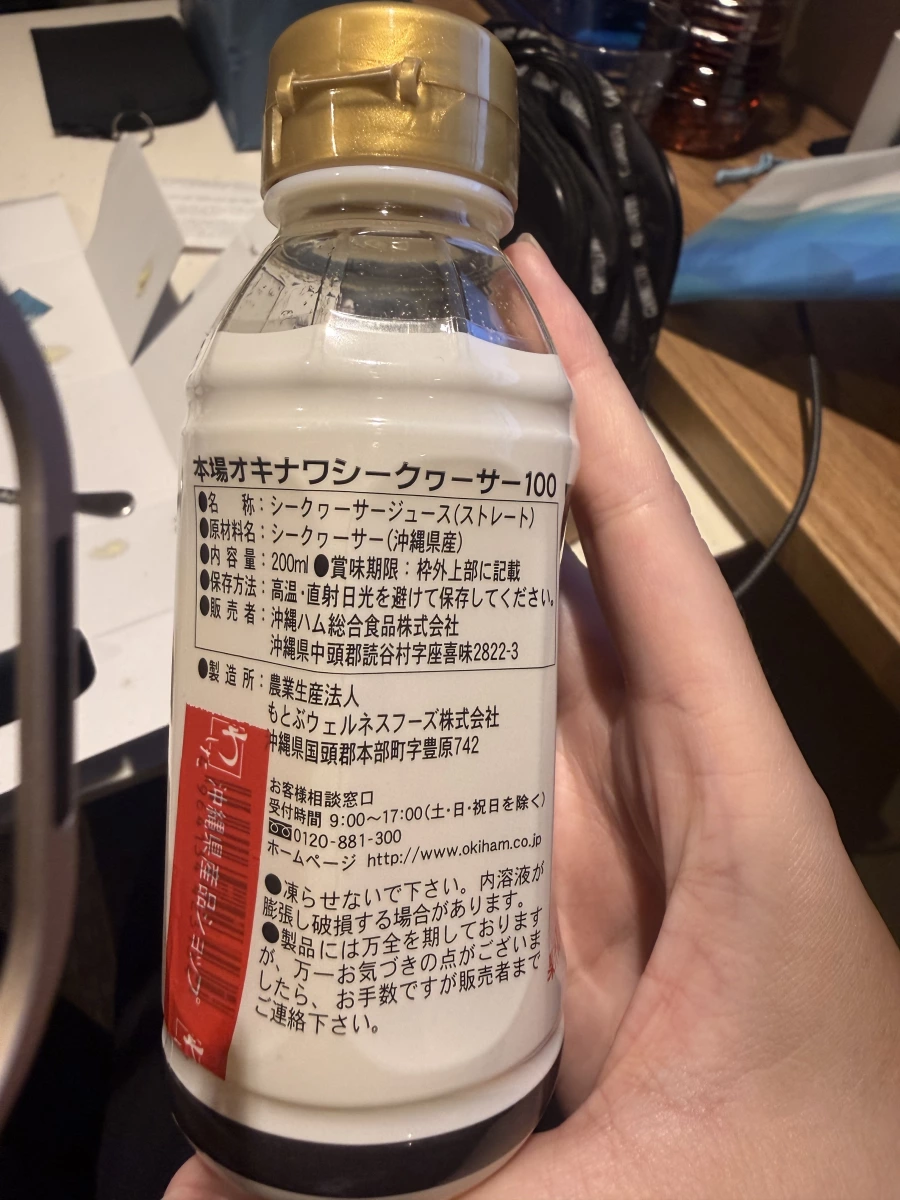 本場オキナワシークヮーサー100
●名　称：シークヮーサージュース(ストレート)
●原材料名：シークヮーサー(沖縄県産)
●内容量：200ml ●賞味期限：枠外上部に記載
●保存方法：高温・直射日光を避けて保存してください。
●販売者：沖縄ハム総合食品株式会社
沖縄県中頭郡読谷村字座喜味2822-3
●製造所：農業生産法人
もとぶウェルネスフーズ株式会社
沖縄県国頭郡本部町字豊原742
お客様相談窓口
受付時間 9:00～17:00(土・日・祝日を除く)
0120-881-300
ホームページ http://www.okiham.co.jp
●凍らせないで下さい。内溶液が
膨張し破損する場合があります。
●製品には万全を期しております
が、万一お気づきの点がございま
したら、お手数ですが販売者まで
ご連絡下さい。
わ
沖縄県産品ショップ。